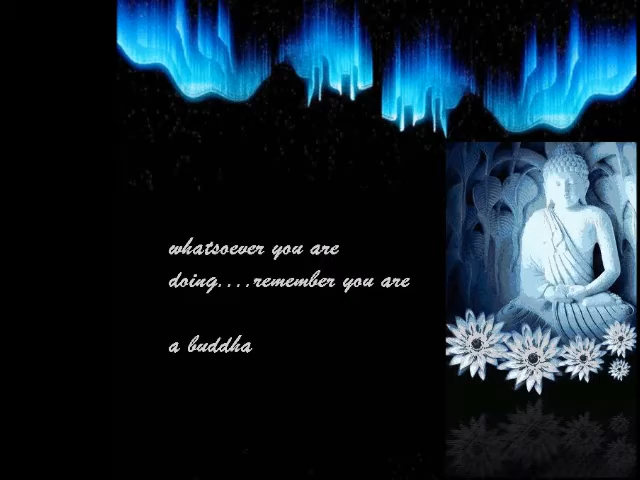 whatsoever you are
doing....remember you are
a buddha